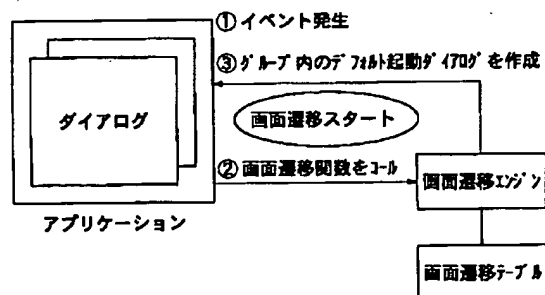 ① イベント発生
③ グループ内のデフォルト起動ダイアログを作成
ダイアログ
画面遷移スタート
② 画面遷移関数をコール
画面遷移エンジン
アプリケーション
画面遷移テーブル